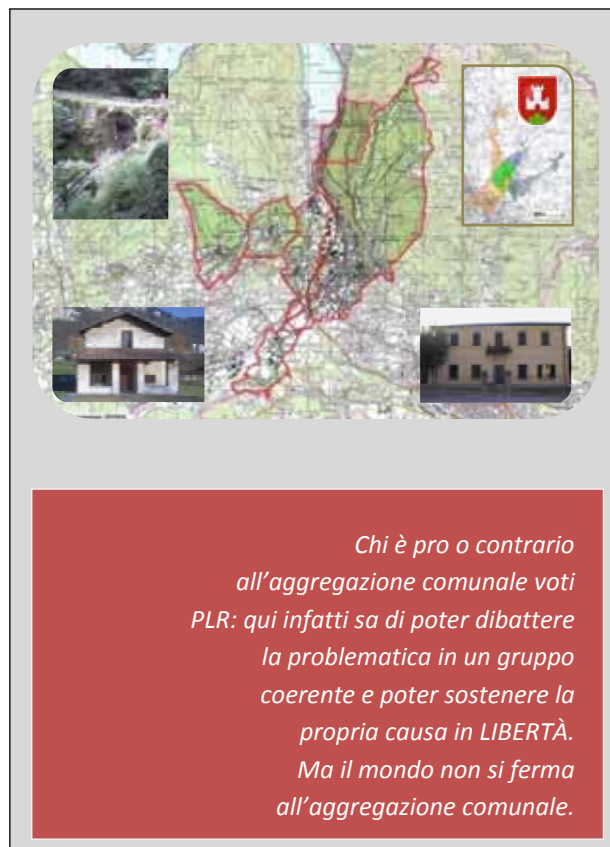 Chi è pro o contrario
all’aggregazione comunale voti
PLR: qui infatti sa di poter dibattere
la problematica in un gruppo
coerente e poter sostenere la
propria causa in LIBERTÀ.
Ma il mondo non si ferma
all’aggregazione comunale.